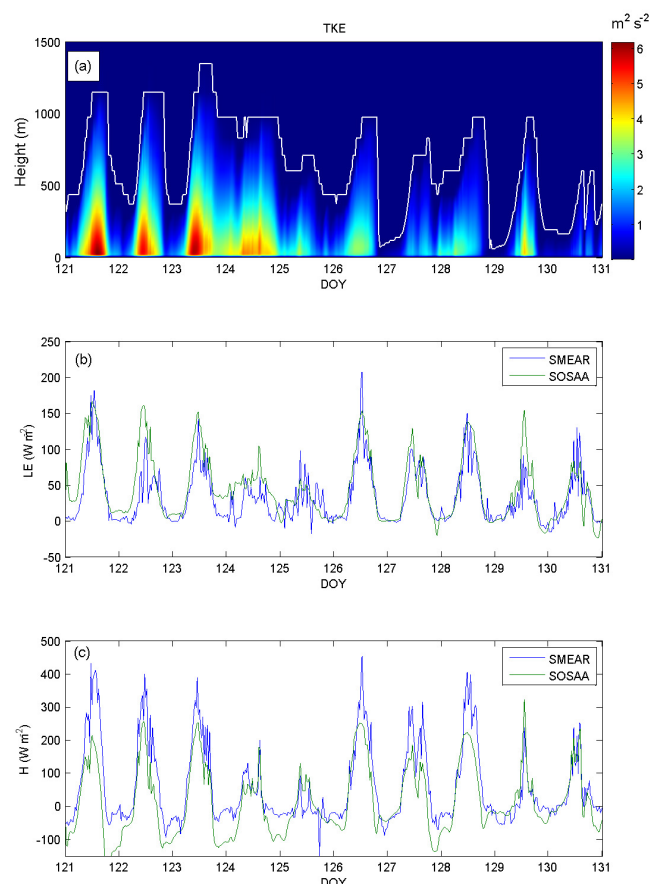 TKE
m² s⁻²
(a)
1500
1000
500
0
Height (m)
6
5
4
3
2
1
121 122 123 124 125 126 127 128 129 130 131
DOY
(b)
SMEAR
SOSAA
250
200
150
100
50
0
-50
LE (W m²)
121 122 123 124 125 126 127 128 129 130 131
DOY
(c)
SMEAR
SOSAA
500
400
300
200
100
0
-100
H (W m²)
121 122 123 124 125 126 127 128 129 130 131
DOY